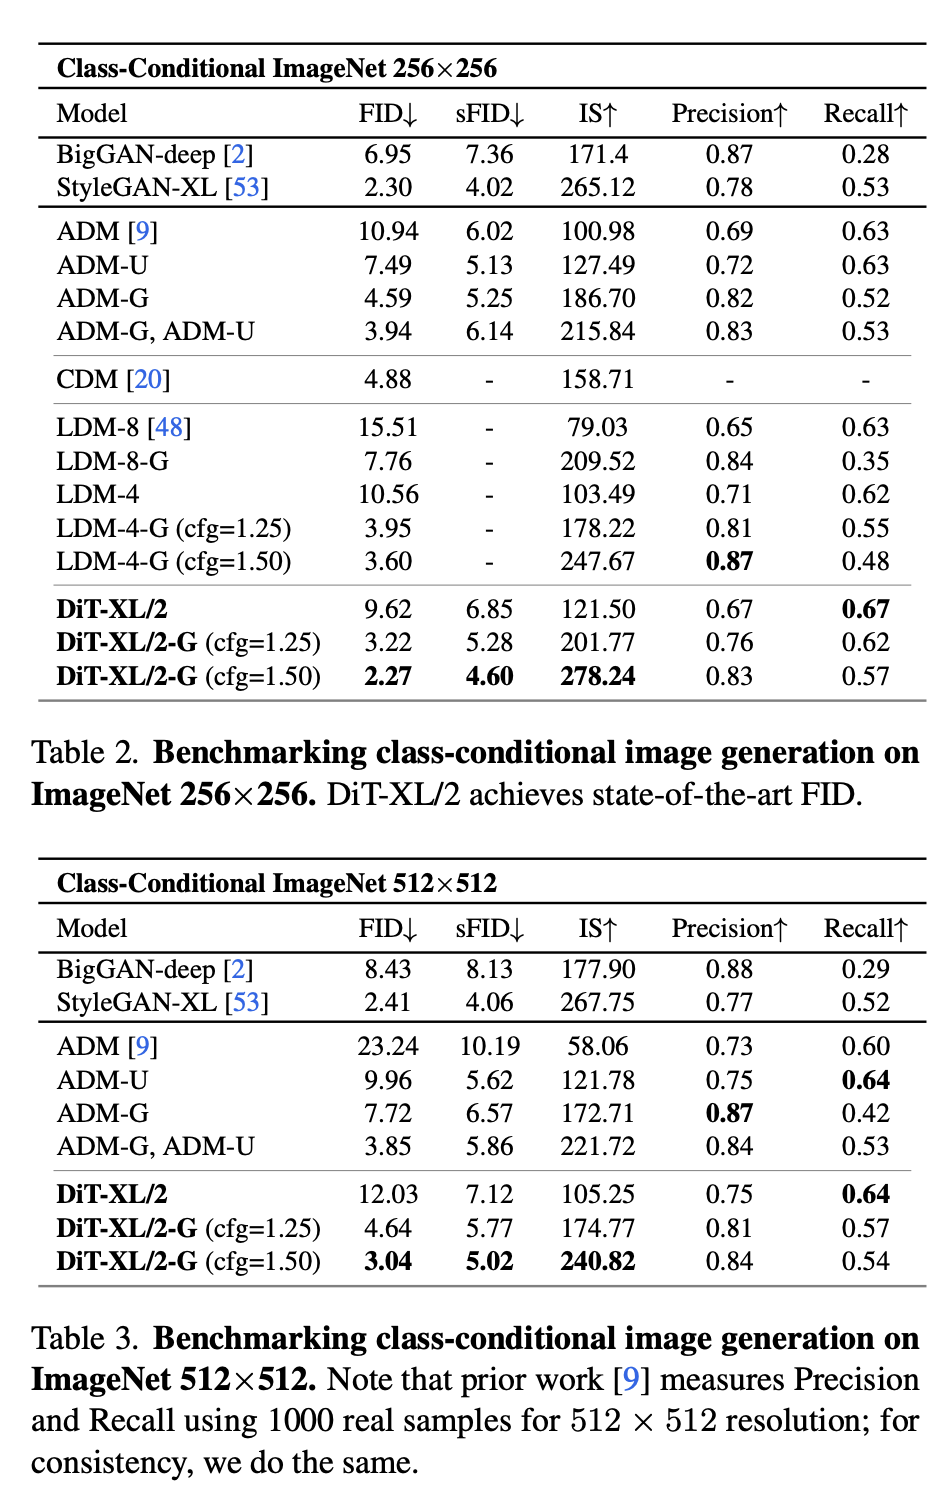 Class-Conditional ImageNet 256×256
Model FID↓ sFID↓ IS↑ Precision↑ Recall↑
BigGAN-deep [2] 6.95 7.36 171.4 0.87 0.28
StyleGAN-XL [53] 2.30 4.02 265.12 0.78 0.53
ADM [9] 10.94 6.02 100.98 0.69 0.63
ADM-U 7.49 5.13 127.49 0.72 0.63
ADM-G 4.59 5.25 186.70 0.82 0.52
ADM-G, ADM-U 3.94 6.14 215.84 0.83 0.53
CDM [20] 4.88 - 158.71 - -
LDM-8 [48] 15.51 - 79.03 0.65 0.63
LDM-8-G 7.76 - 209.52 0.84 0.35
LDM-4 10.56 - 103.49 0.71 0.62
LDM-4-G (cfg=1.25) 3.95 - 178.22 0.81 0.55
LDM-4-G (cfg=1.50) 3.60 - 247.67 0.87 0.48
DiT-XL/2 9.62 6.85 121.50 0.67 0.67
DiT-XL/2-G (cfg=1.25) 3.22 5.28 201.77 0.76 0.62
DiT-XL/2-G (cfg=1.50) 2.27 4.60 278.24 0.83 0.57
Table 2. Benchmarking class-conditional image generation on
ImageNet 256×256. DiT-XL/2 achieves state-of-the-art FID.
Class-Conditional ImageNet 512×512
Model FID↓ sFID↓ IS↑ Precision↑ Recall↑
BigGAN-deep [2] 8.43 8.13 177.90 0.88 0.29
StyleGAN-XL [53] 2.41 4.06 267.75 0.77 0.52
ADM [9] 23.24 10.19 58.06 0.73 0.60
ADM-U 9.96 5.62 121.78 0.75 0.64
ADM-G 7.72 6.57 172.71 0.87 0.42
ADM-G, ADM-U 3.85 5.86 221.72 0.84 0.53
DiT-XL/2 12.03 7.12 105.25 0.75 0.64
DiT-XL/2-G (cfg=1.25) 4.64 5.77 174.77 0.81 0.57
DiT-XL/2-G (cfg=1.50) 3.04 5.02 240.82 0.84 0.54
Table 3. Benchmarking class-conditional image generation on
ImageNet 512×512. Note that prior work [9] measures Precision
and Recall using 1000 real samples for 512 × 512 resolution; for
consistency, we do the same.